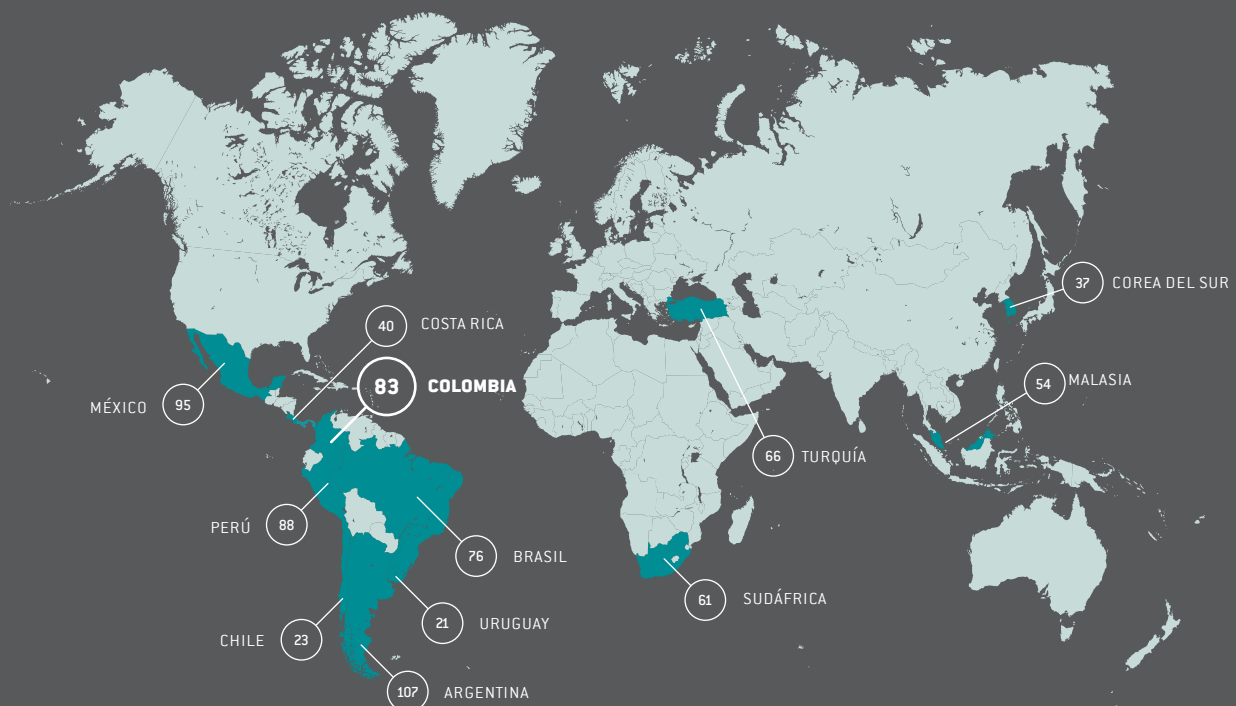 37 COREA DEL SUR
40 COSTA RICA
83 COLOMBIA
54 MALASIA
MÉXICO 95
66 TURQUÍA
PERÚ 88
76 BRASIL
61 SUDÁFRICA
21 URUGUAY
CHILE 23
107 ARGENTINA